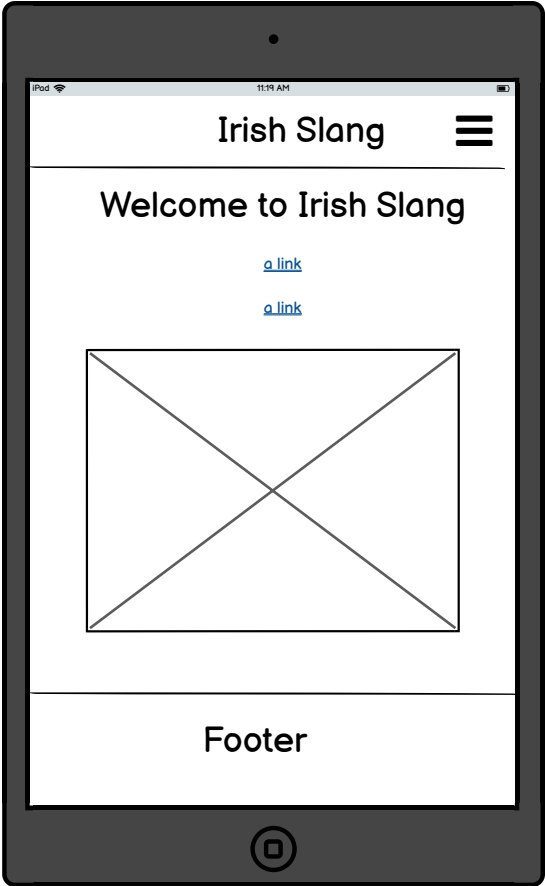 iPad
11:19 AM
Irish Slang
Welcome to Irish Slang
a link
a link
Footer